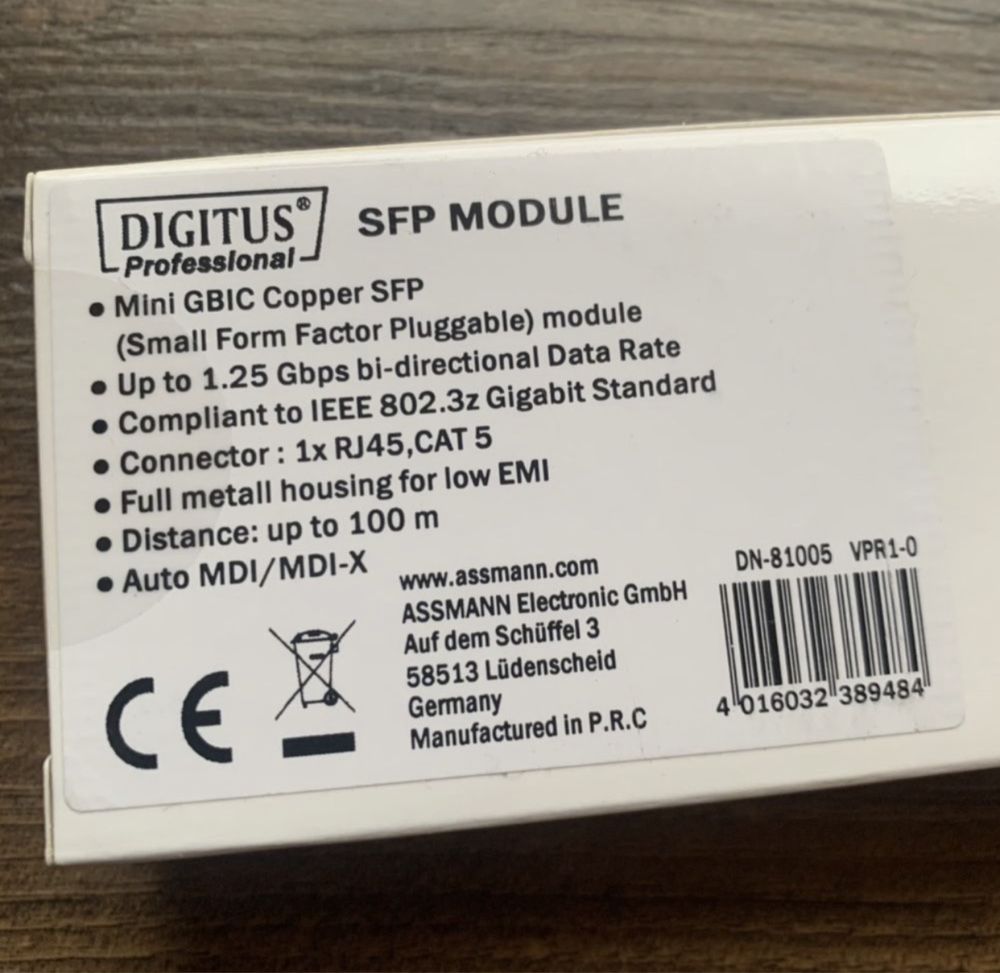 DIGITUS® SFP MODULE
Professional
• Mini GBIC Copper SFP
(Small Form Factor Pluggable) module
• Up to 1.25 Gbps bi-directional Data Rate
• Compliant to IEEE 802.3z Gigabit Standard
• Connector : 1x RJ45,CAT 5
• Full metall housing for low EMI
• Distance: up to 100 m
• Auto MDI/MDI-X
CE
www.assmann.com
ASSMANN Electronic GmbH
Auf dem Schüffel 3
58513 Lüdenscheid
Germany
Manufactured in P.R.C
DN-81005 VPR1-0
4 016032 389484